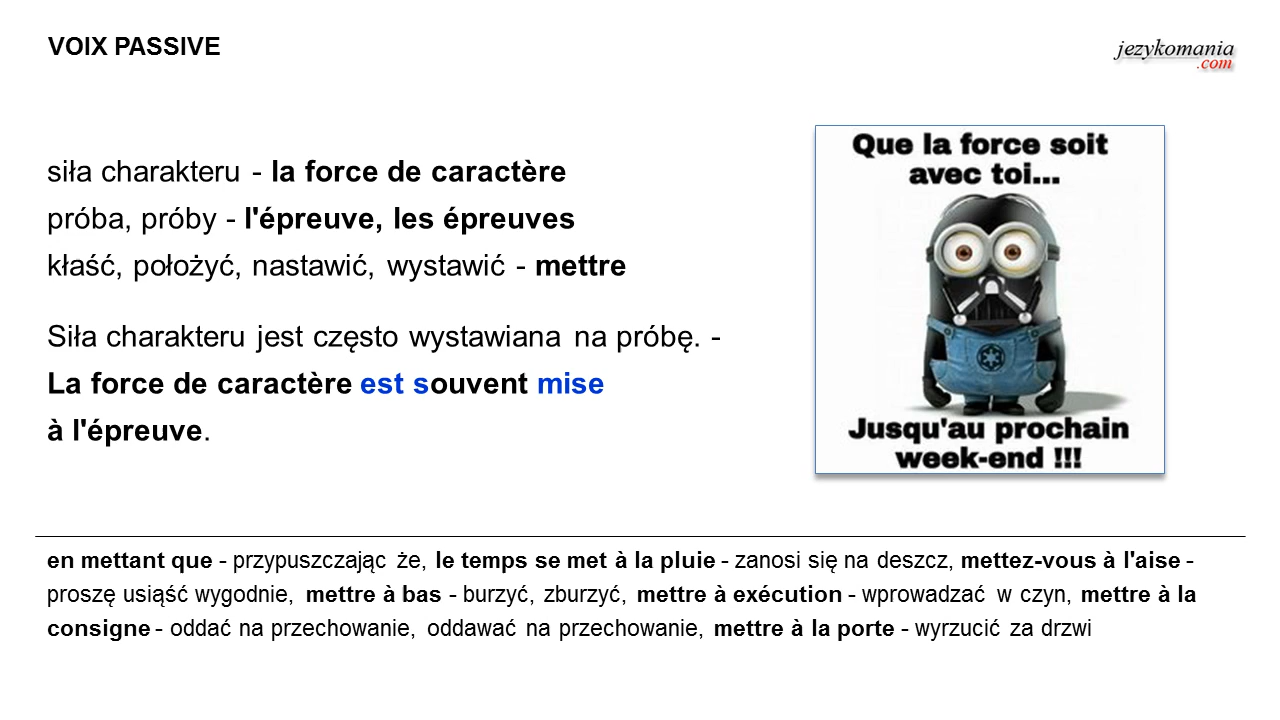 VOIX PASSIVE
jezykomania
.com
siła charakteru - la force de caractère
próba, próby - l'épreuve, les épreuves
kłaść, położyć, nastawić, wystawić - mettre
Siła charakteru jest często wystawiana na próbę. -
La force de caractère est souvent mise
à l'épreuve.
Que la force soit
avec toi...
Jusqu'au prochain
week-end !!!
en mettant que - przypuszczając że, le temps se met à la pluie - zanosi się na deszcz, mettez-vous à l'aise -
proszę usiąść wygodnie, mettre à bas - burzyć, zburzyć, mettre à exécution - wprowadzać w czyn, mettre à la
consigne - oddać na przechowanie, oddawać na przechowanie, mettre à la porte - wyrzucić za drzwi